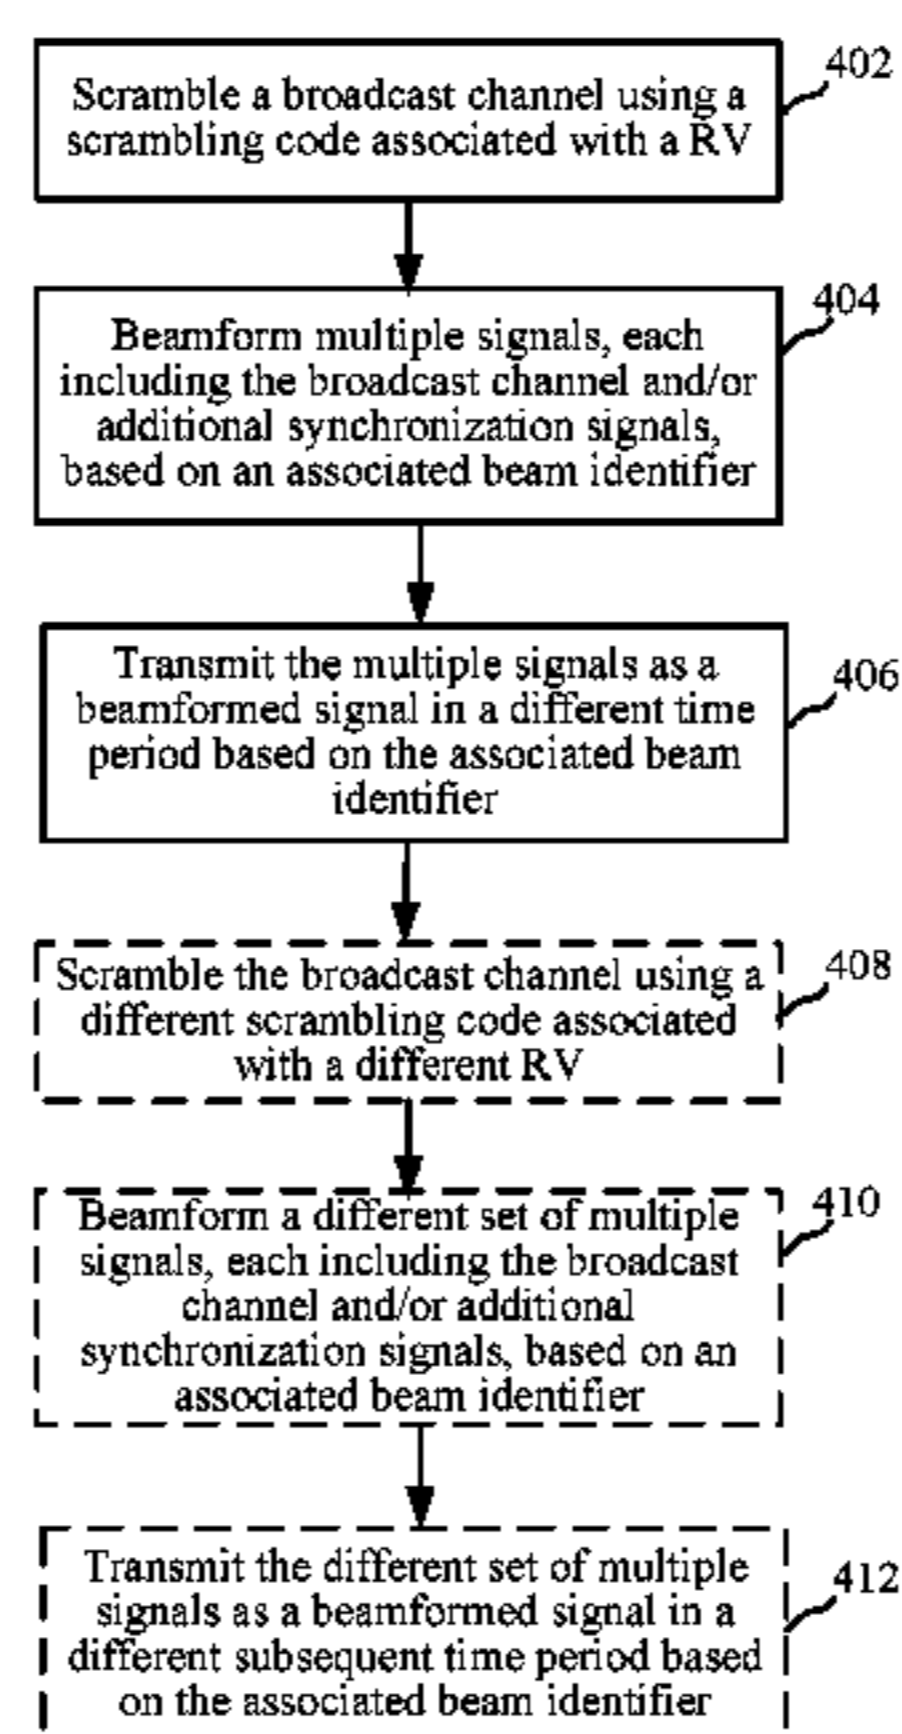 402
Scramble a broadcast channel using a
scrambling code associated with a RV
404
Beamform multiple signals, each
including the broadcast channel and/or
additional synchronization signals,
based on an associated beam identifier
406
Transmit the multiple signals as a
beamformed signal in a different time
period based on the associated beam
identifier
408
Scramble the broadcast channel using a
different scrambling code associated
with a different RV
410
Beamform a different set of multiple
signals, each including the broadcast
channel and/or additional
synchronization signals, based on an
associated beam identifier
412
Transmit the different set of multiple
signals as a beamformed signal in a
different subsequent time period based
on the associated beam identifier